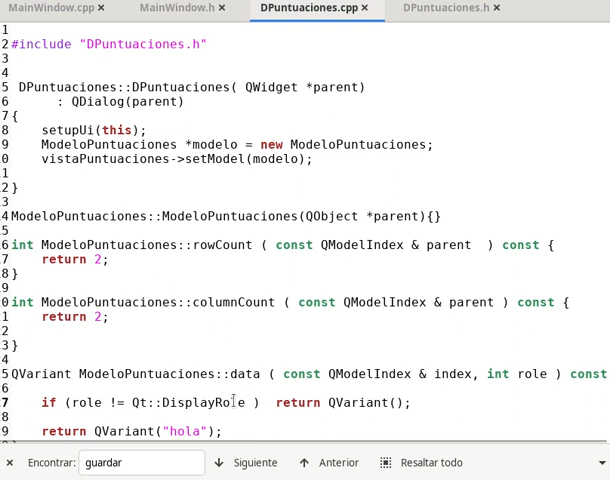 MainWindow.cpp × MainWindow.h × DPuntuaciones.cpp × DPuntuaciones.h ×
1
2 #include "DPuntuaciones.h"
3
4
5 DPuntuaciones::DPuntuaciones( QWidget *parent)
6 : QDialog(parent)
7 {
8 setupUi(this);
9 ModeloPuntuaciones *modelo = new ModeloPuntuaciones;
0 vistaPuntuaciones->setModel(modelo);
1
2 }
3
4 ModeloPuntuaciones::ModeloPuntuaciones(QObject *parent){}
5
6 int ModeloPuntuaciones::rowCount ( const QModelIndex & parent ) const {
7 return 2;
8 }
9
0 int ModeloPuntuaciones::columnCount ( const QModelIndex & parent ) const {
1 return 2;
2
3 }
4
5 QVariant ModeloPuntuaciones::data ( const QModelIndex & index, int role ) const
6
7 if (role != Qt::DisplayRole ) return QVariant();
8
9 return QVariant("hola");
× Encontrar: guardar Siguiente Anterior Resaltar todo